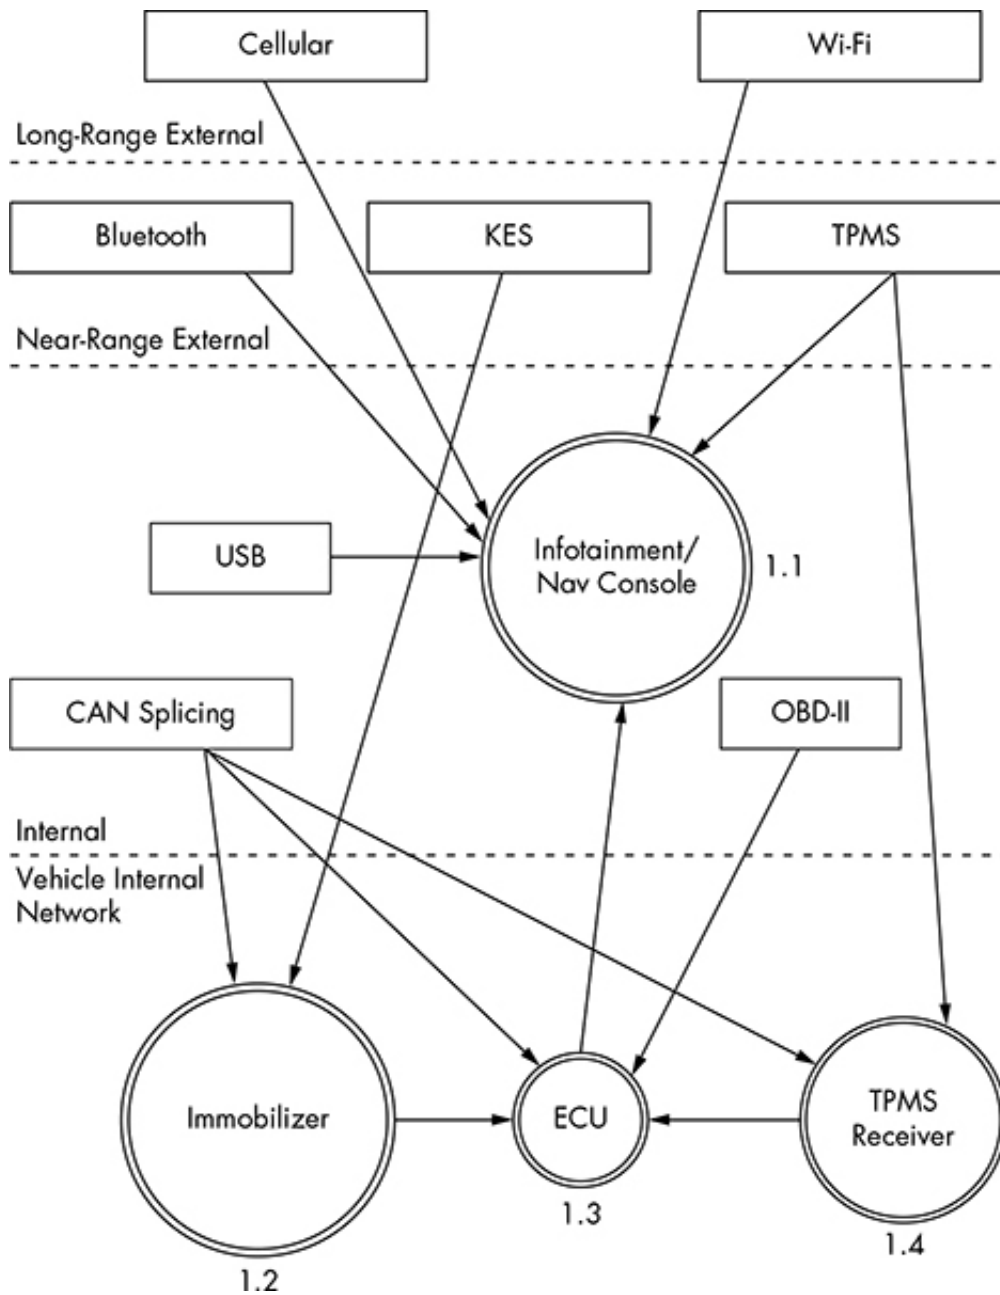 Cellular
Wi-Fi
Long-Range External
Bluetooth
KES
TPMS
Near-Range External
Infotainment/
Nav Console
1.1
USB
CAN Splicing
OBD-II
Internal
Vehicle Internal
Network
Immobilizer
1.2
ECU
1.3
TPMS
Receiver
1.4